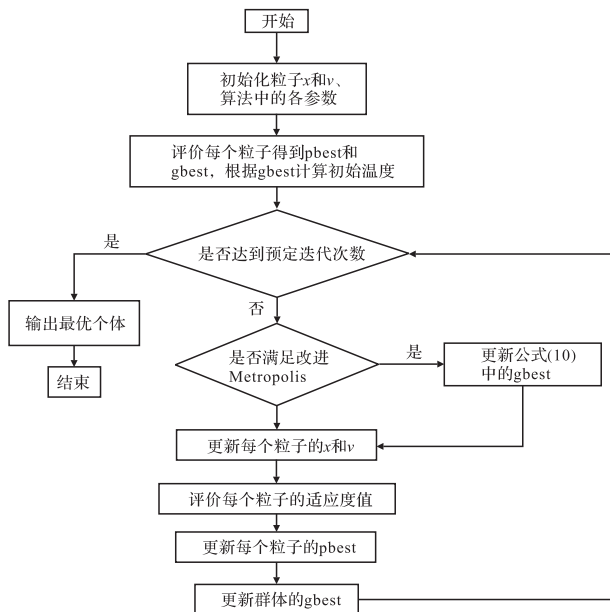 开始
初始化粒子x和v、
算法中的各参数
评价每个粒子得到pbest和
gbest，根据gbest计算初始温度
是否达到预定迭代次数
是
否
输出最优个体
结束
是否满足改进
Metropolis
是
更新公式(10)
中的gbest
更新每个粒子的x和v
评价每个粒子的适应度值
更新每个粒子的pbest
更新群体的gbest